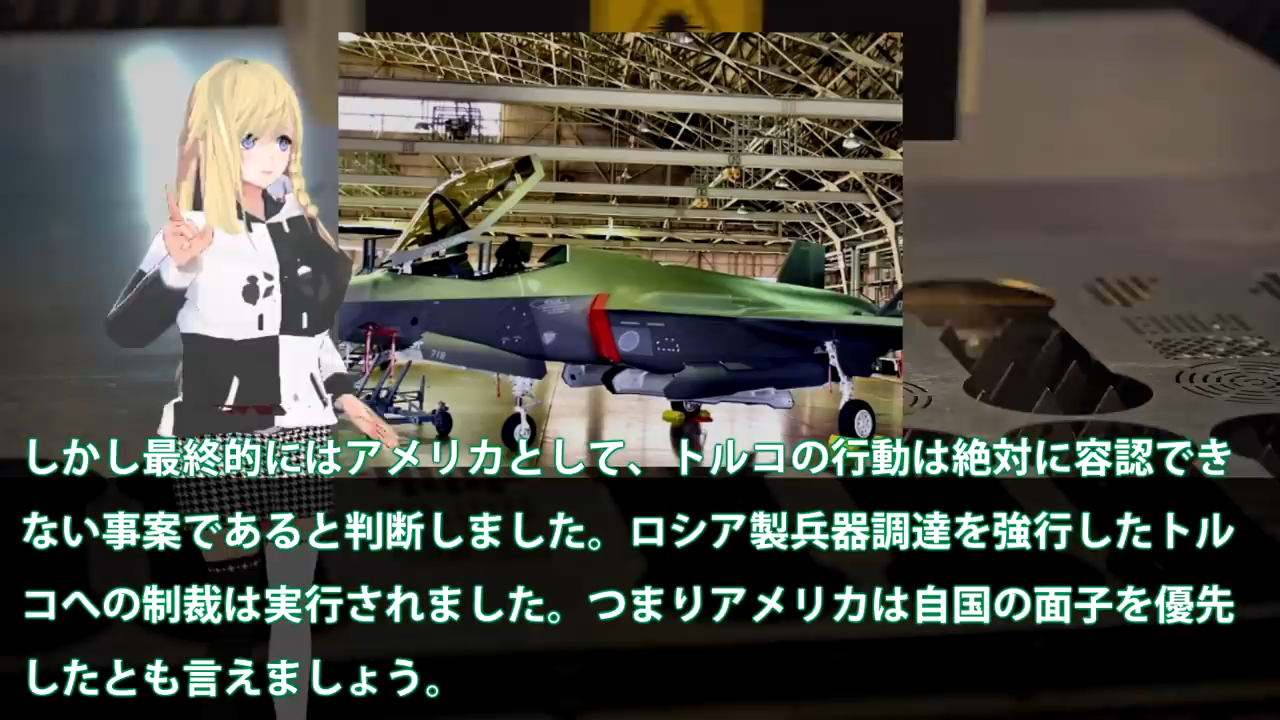 718
しかし最終的にはアメリカとして、トルコの行動は絶対に容認でき
ない事案であると判断しました。ロシア製兵器調達を強行したトル
コへの制裁は実行されました。つまりアメリカは自国の面子を優先
したとも言えましょう。